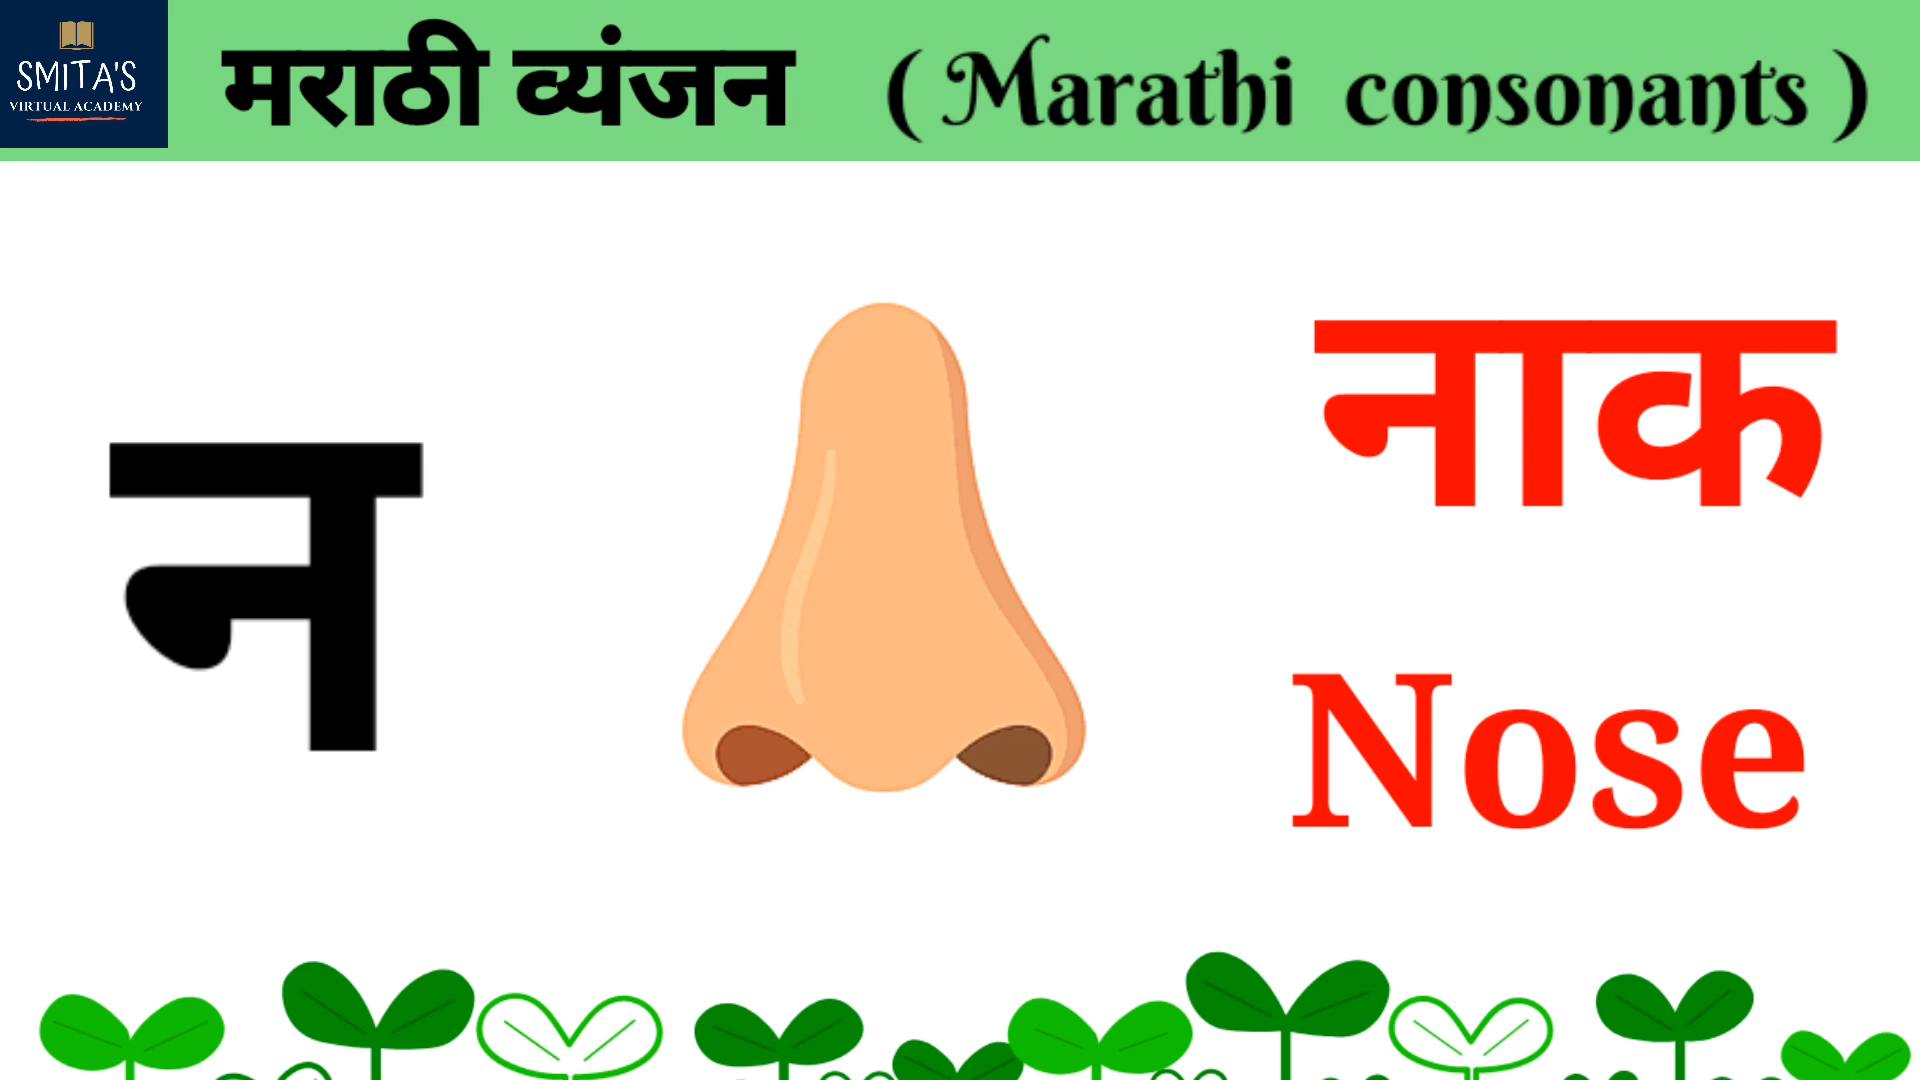 SMITA'S
VIRTUAL ACADEMY
मराठी व्यंजन ( Marathi consonants )
न
नाक
Nose